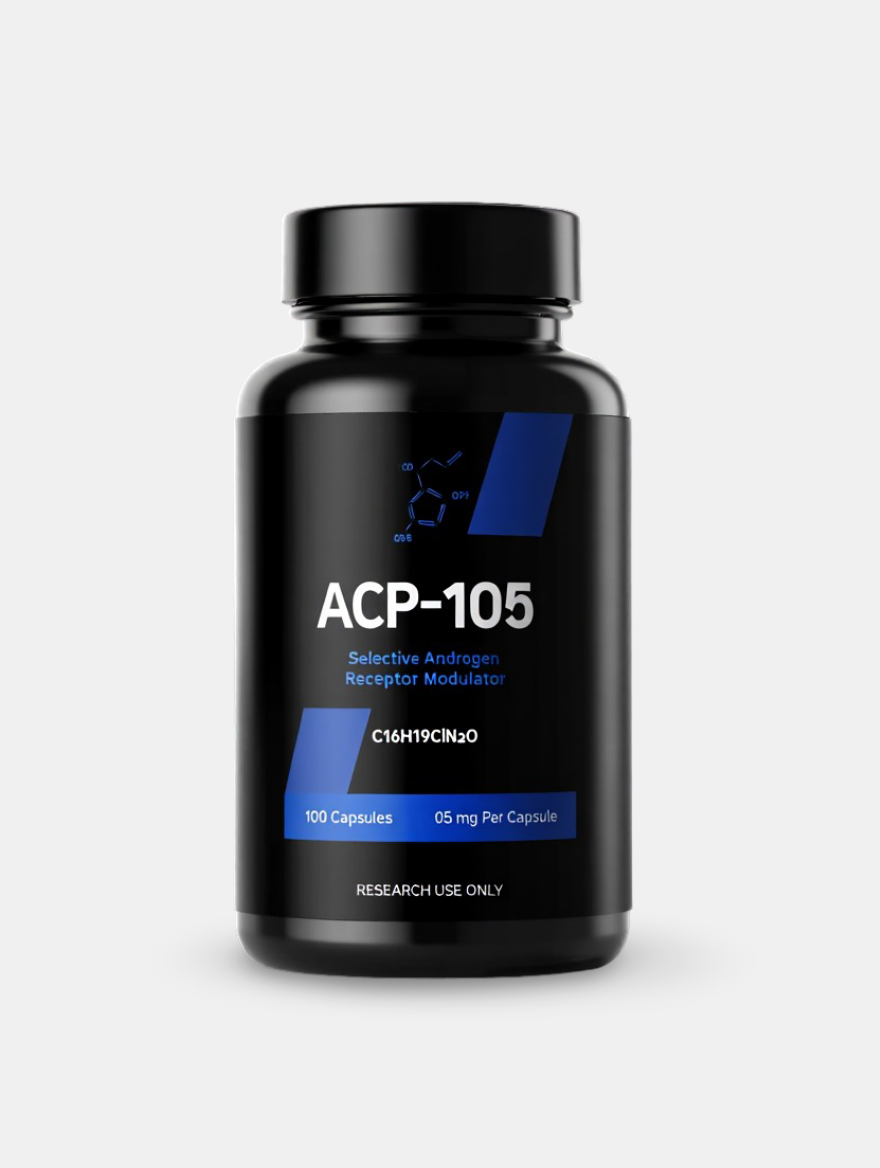 ACP-105
Selective Androgen
Receptor Modulator
C16H19ClN₂O
100 Capsules 05 mg Per Capsule
RESEARCH USE ONLY